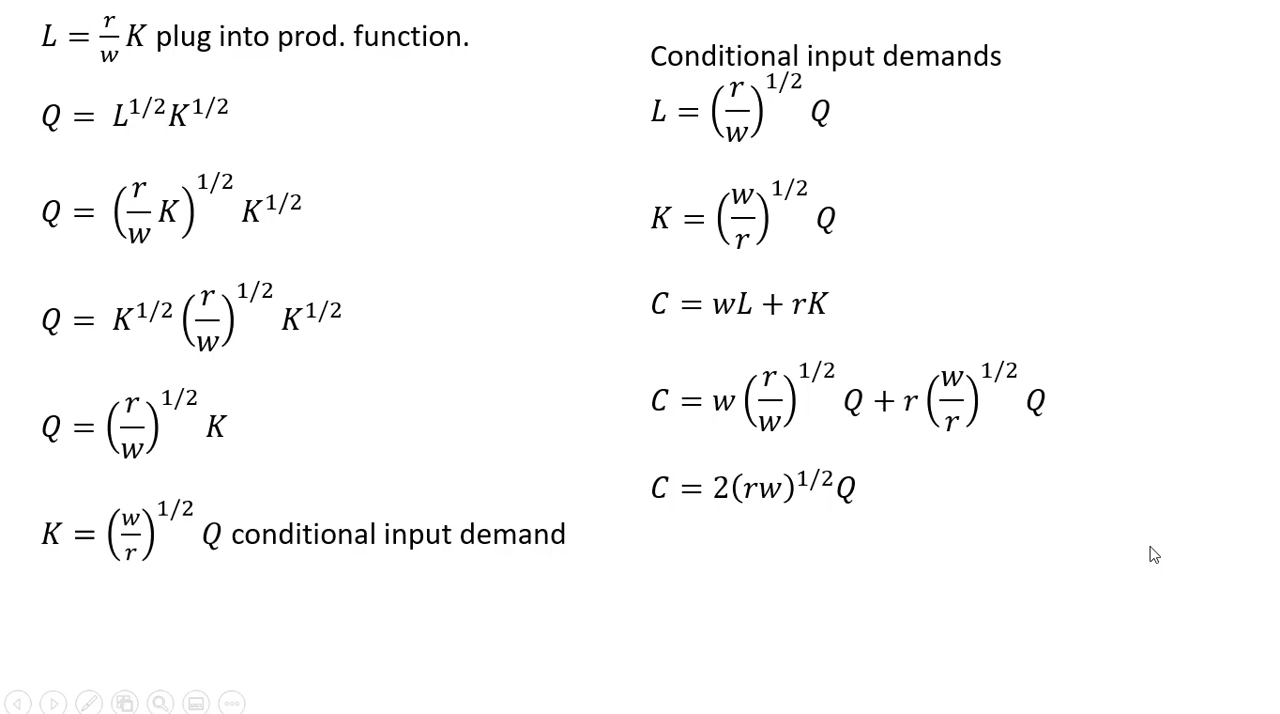 L = r/w K plug into prod. function.
Q = L^1/2 K^1/2
Q = (r/w K)^1/2 K^1/2
Q = K^1/2 (r/w)^1/2 K^1/2
Q = (r/w)^1/2 K
K = (w/r)^1/2 Q conditional input demand
Conditional input demands
L = (r/w)^1/2 Q
K = (w/r)^1/2 Q
C = wL + rK
C = w (r/w)^1/2 Q + r (w/r)^1/2 Q
C = 2(rw)^1/2 Q